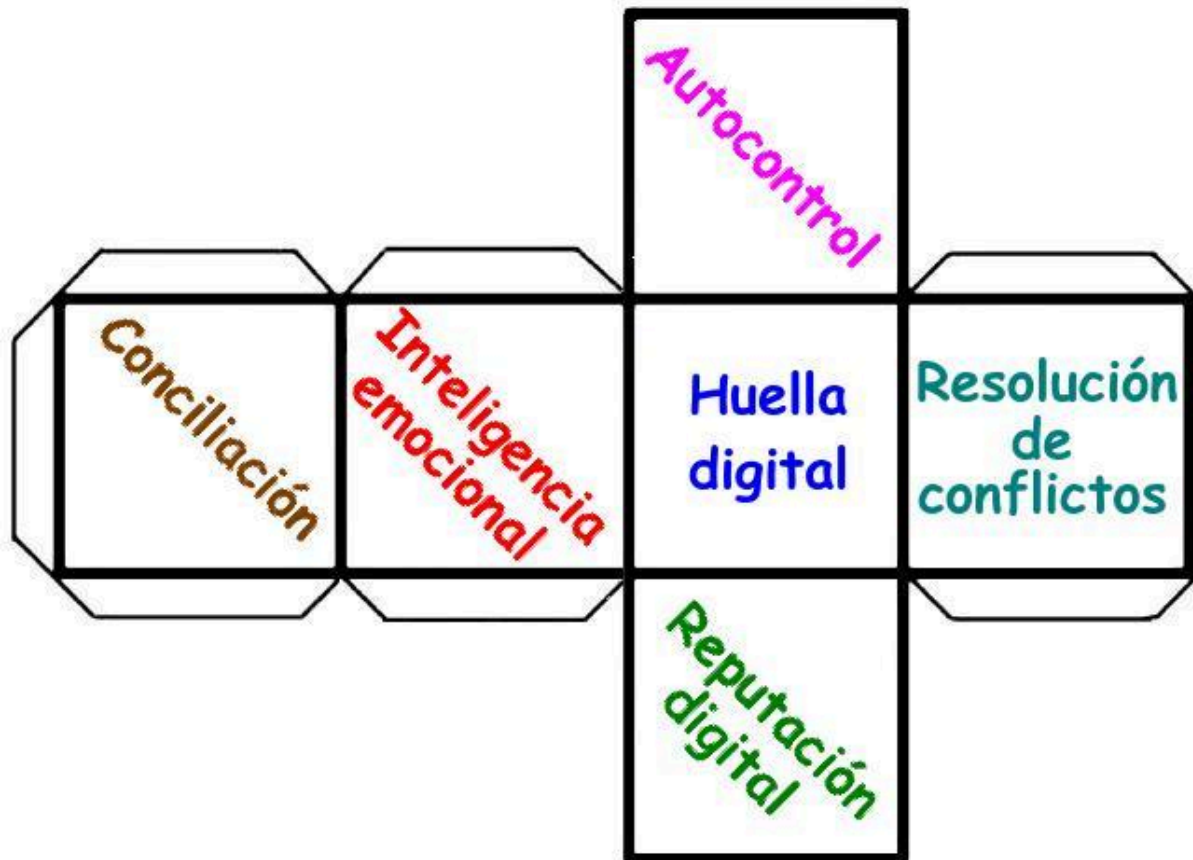 Autocontrol
Conciliación
Inteligencia
emocional
Huella
digital
Resolución
de
conflictos
Reputación
digital